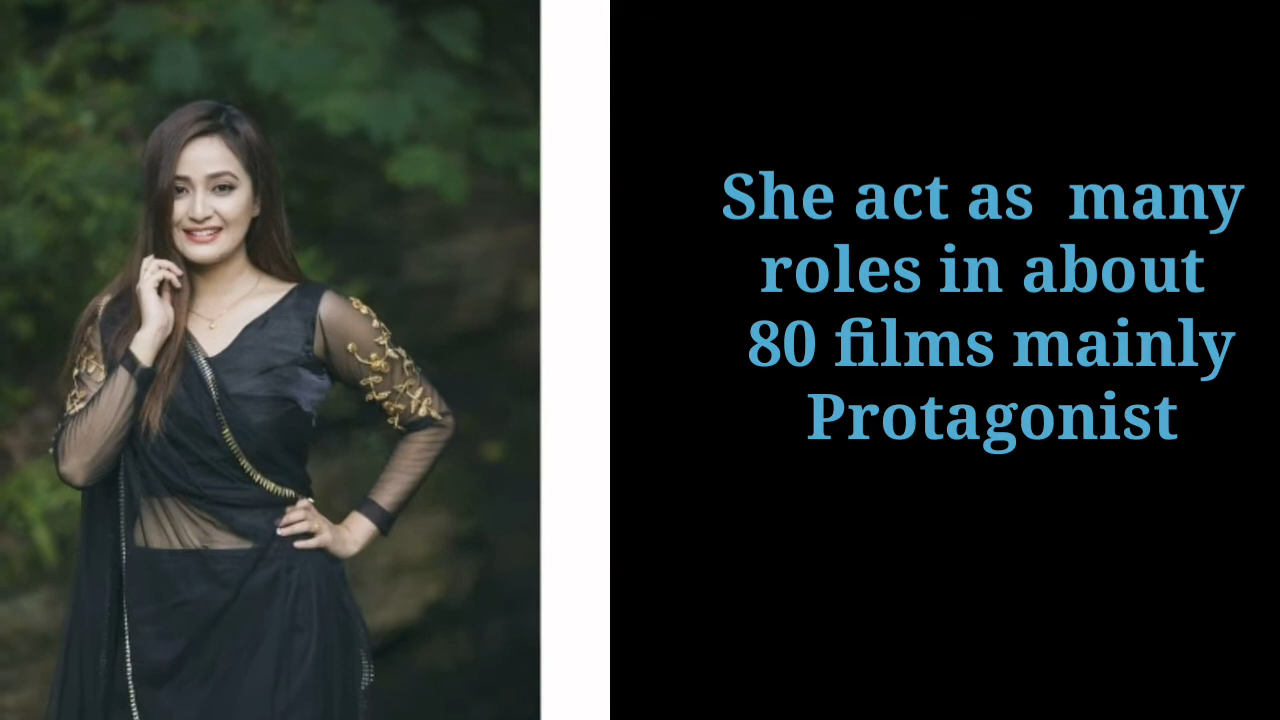 She act as  many
roles in about
80 films mainly
Protagonist